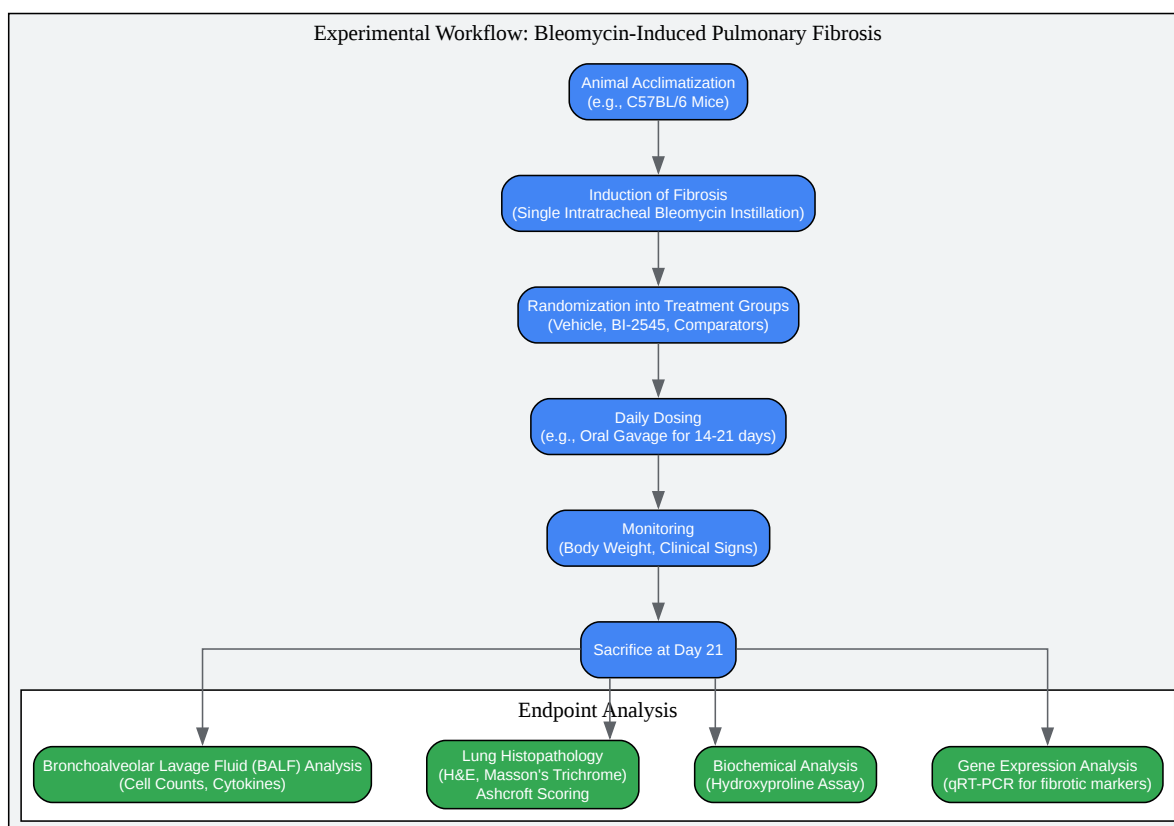 Experimental Workflow: Bleomycin-Induced Pulmonary Fibrosis
Animal Acclimatization
(e.g., C57BL/6 Mice)
Induction of Fibrosis
(Single Intratracheal Bleomycin Instillation)
Randomization into Treatment Groups
(Vehicle, BI-2545, Comparators)
Daily Dosing
(e.g., Oral Gavage for 14-21 days)
Monitoring
(Body Weight, Clinical Signs)
Sacrifice at Day 21
Endpoint Analysis
Bronchoalveolar Lavage Fluid (BALF) Analysis
(Cell Counts, Cytokines)
Lung Histopathology
(H&E, Masson's Trichrome)
Ashcroft Scoring
Biochemical Analysis
(Hydroxyproline Assay)
Gene Expression Analysis
(qRT-PCR for fibrotic markers)